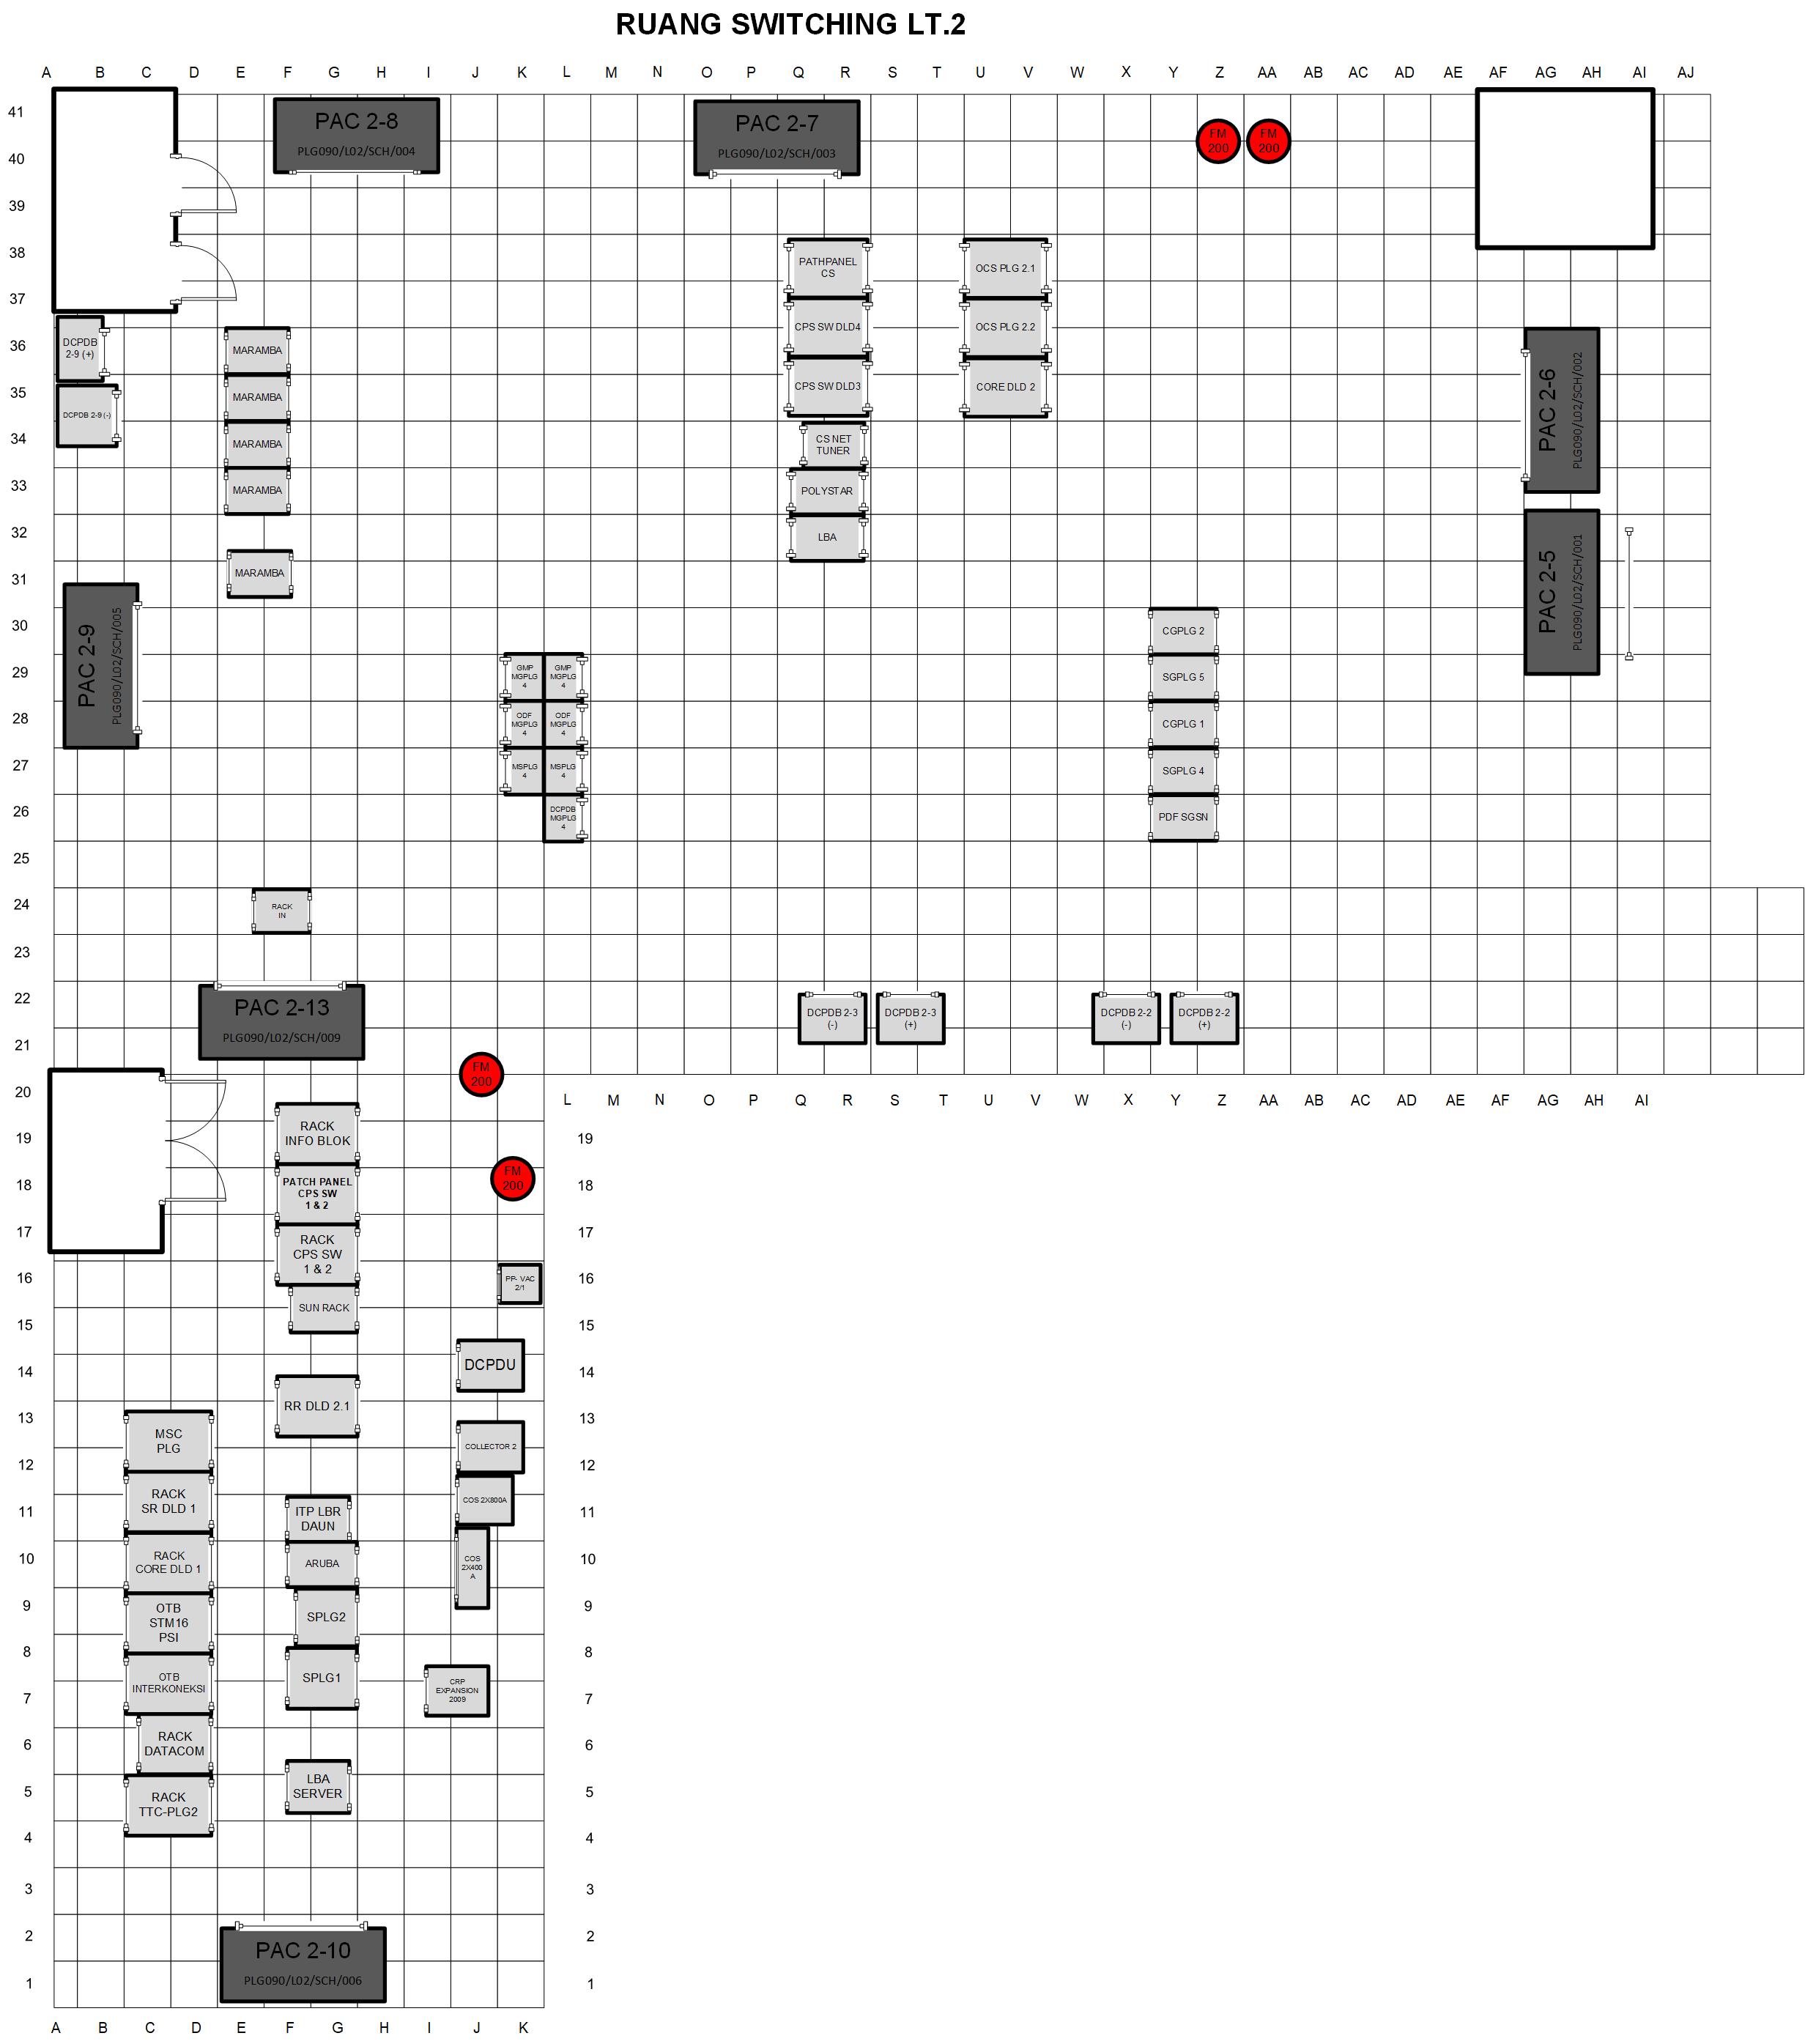 RUANG SWITCHING LT.2
A B C D E F G H I J K L M N O P Q R S T U V W X Y Z AA AB AC AD AE AF AG AH AI AJ
41
PAC 2-8
PLG090/L02/SCH/004
PAC 2-7
PLG090/L02/SCH/003
FM
200
FM
200
40
39
38
PATHPANEL
CS
OCS PLG 2.1
37
CPS SW DLD4
OCS PLG 2.2
36
DCPDB
2-9 (+)
MARAMBA
PAC 2-6
PLG090/L02/SCH/002
35
DCPDB 2-9 (-)
MARAMBA
CPS SW DLD3
CORE DLD 2
34
MARAMBA
CS NET
TUNER
33
MARAMBA
POLYSTAR
32
LBA
31
MARAMBA
PAC 2-5
PLG090/L02/SCH/001
30
PAC 2-9
PLG090/L02/SCH/005
CGPLG 2
29
GMP
MGPLG
4
GMP
MGPLG
4
SGPLG 5
28
ODF
MGPLG
4
ODF
MGPLG
4
CGPLG 1
27
MSPLG
4
MSPLG
4
SGPLG 4
26
DCPDB
MGPLG
4
PDF SGSN
25
24
RACK
IN
23
22
PAC 2-13
PLG090/L02/SCH/009
DCPDB 2-3
(-)
DCPDB 2-3
(+)
DCPDB 2-2
(-)
DCPDB 2-2
(+)
21
FM
200
20
L M N O P Q R S T U V W X Y Z AA AB AC AD AE AF AG AH AI
19
RACK
INFO BLOK
19
18
PATCH PANEL
CPS SW
1 & 2
FM
200
18
17
RACK
CPS SW
1 & 2
17
16
PP- VAC
2/1
16
15
SUN RACK
15
14
DCPDU
14
RR DLD 2.1
13
MSC
PLG
COLLECTOR 2
13
12
12
RACK
SR DLD 1
COS 2X800A
11
ITP LBR
DAUN
11
10
RACK
CORE DLD 1
ARUBA
COS
2X400
A
10
9
OTB
STM16
PSI
SPLG2
9
8
8
OTB
INTERKONEKSI
SPLG1
CRP
EXPANSION
2009
7
7
6
RACK
DATACOM
6
5
RACK
TTC-PLG2
LBA
SERVER
5
4
4
3
3
2
PAC 2-10
PLG090/L02/SCH/006
2
1
1
A B C D E F G H I J K